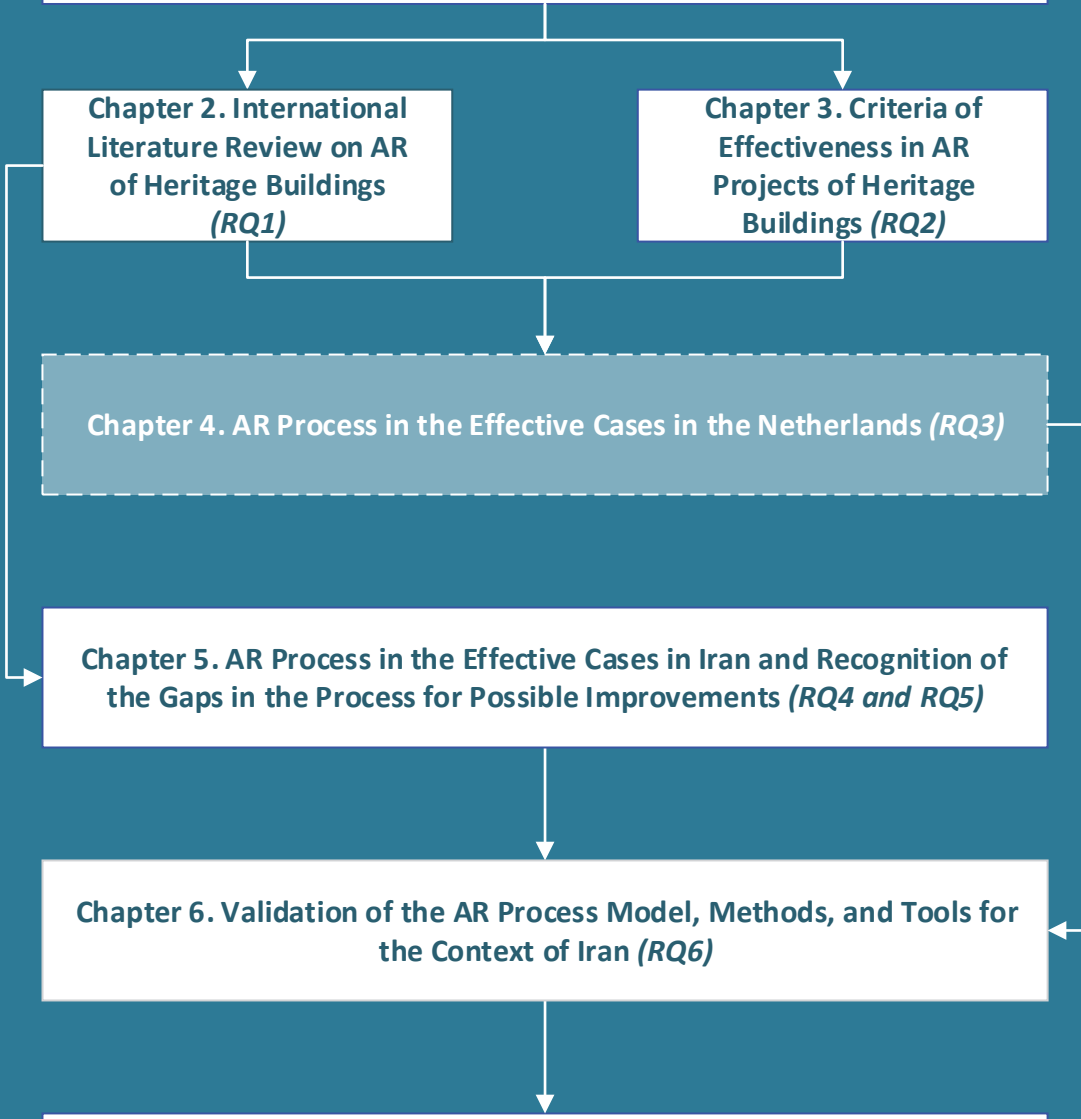 Chapter 2. International
Literature Review on AR
of Heritage Buildings
(RQ1)
Chapter 3. Criteria of
Effectiveness in AR
Projects of Heritage
Buildings (RQ2)
Chapter 4. AR Process in the Effective Cases in the Netherlands (RQ3)
Chapter 5. AR Process in the Effective Cases in Iran and Recognition of
the Gaps in the Process for Possible Improvements (RQ4 and RQ5)
Chapter 6. Validation of the AR Process Model, Methods, and Tools for
the Context of Iran (RQ6)